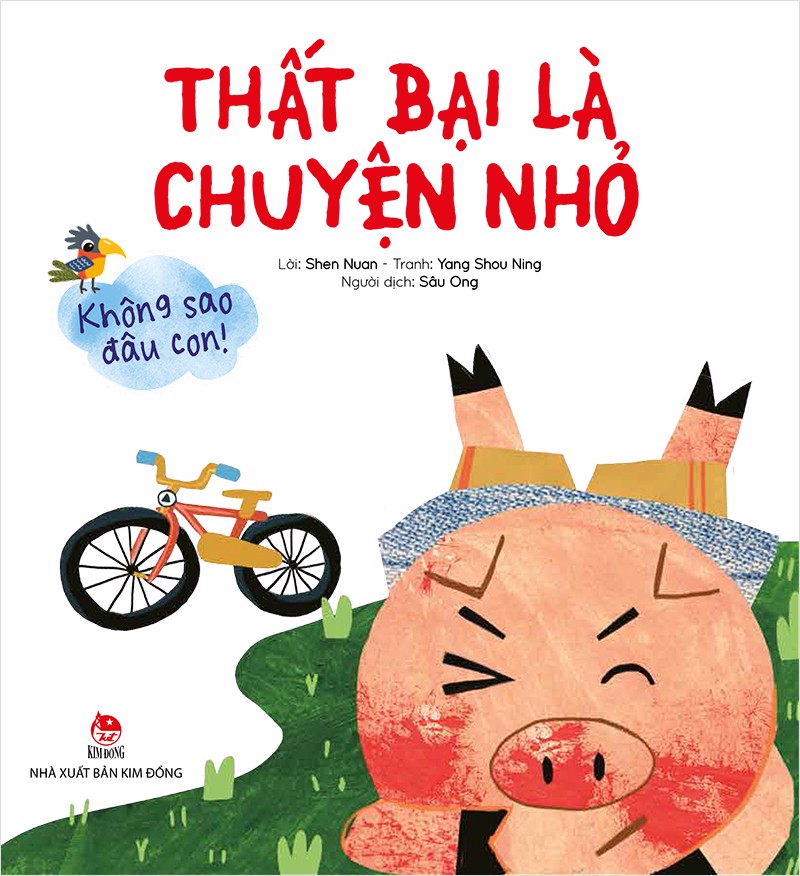 THẤT BẠI LÀ
CHUYỆN NHỎ
Lời: Shen Nuan - Tranh: Yang Shou Ning
Người dịch: Sâu Ong
Không sao
đâu con!
KIM ĐỒNG
NHÀ XUẤT BẢN KIM ĐỒNG